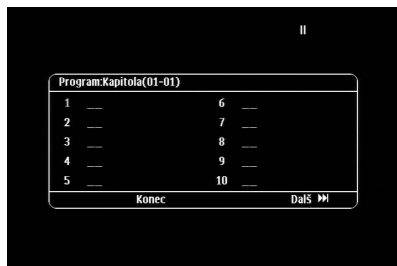 Program:Kapitola(01-01)
1 __ 6 __
2 __ 7 __
3 __ 8 __
4 __ 9 __
5 __ 10 __
Konec Dalš